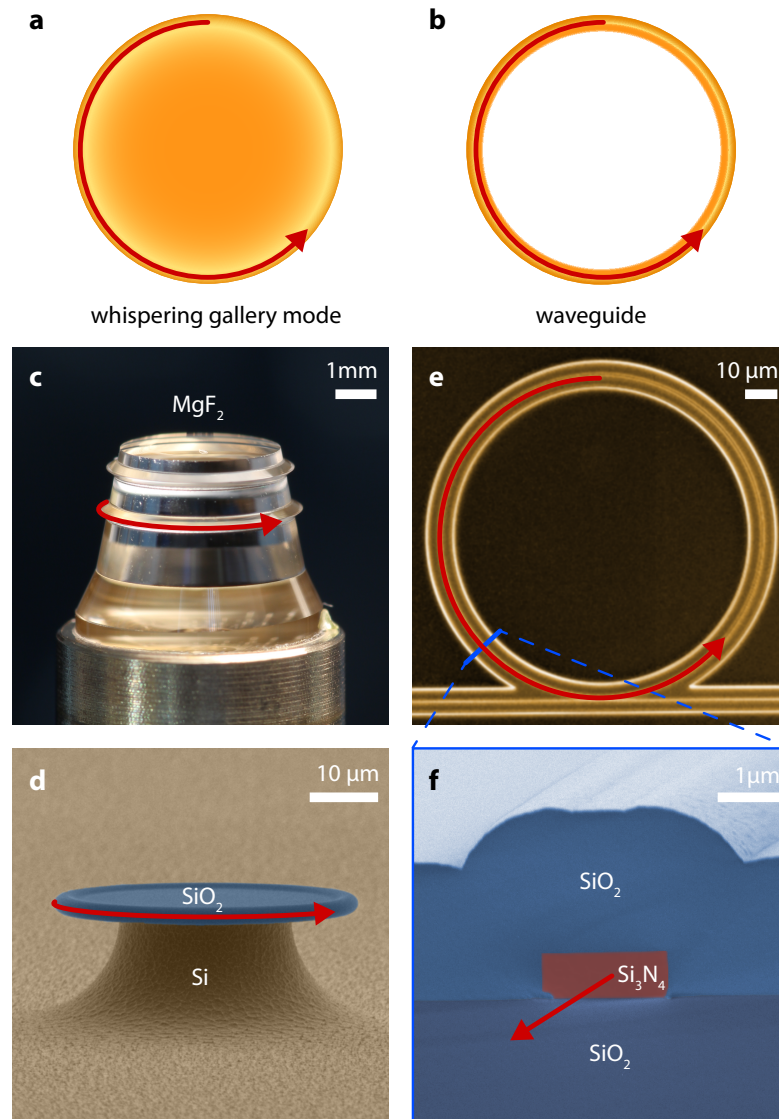 a
whispering gallery mode
b
waveguide
c
1mm
MgF₂
e
10 µm
d
10 µm
SiO₂
Si
f
1µm
SiO₂
Si₃N₄
SiO₂